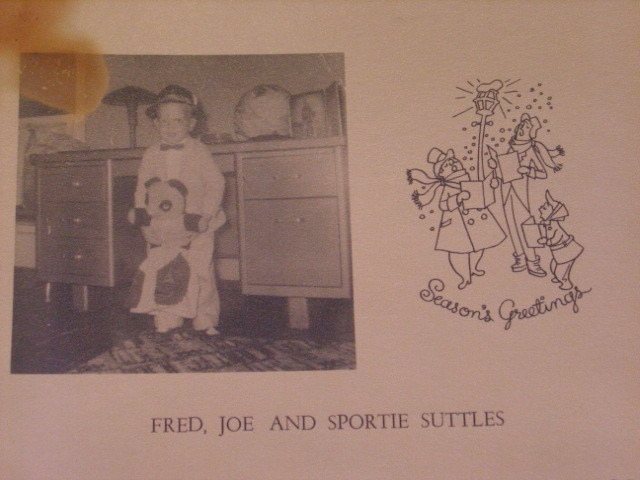 Season's Greetings
FRED, JOE AND SPORTIE SUTTLES